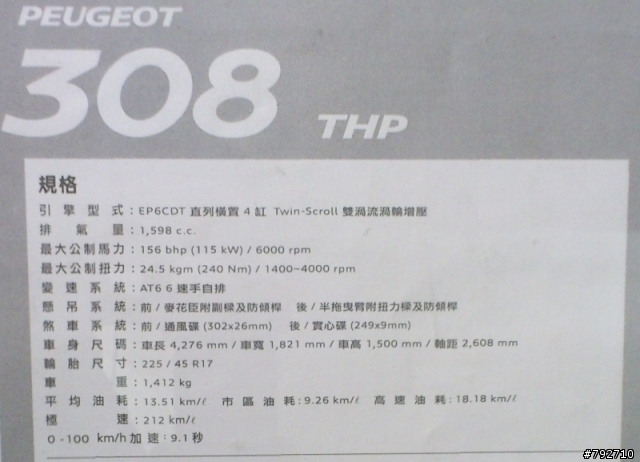 PEUGEOT
308 THP
規格
引擎型式：EP6CDT 直列橫置 4 缸 Twin-Scroll 雙渦流渦輪增壓
排氣量：1,598 c.c.
最大公制馬力：156 bhp (115 kW) / 6000 rpm
最大公制扭力：24.5 kgm (240 Nm) / 1400~4000 rpm
變速系統：AT6 6 速手自排
懸吊系統：前 / 麥花臣附副樑及防傾桿 後 / 半拖曳臂附扭力樑及防傾桿
煞車系統：前 / 通風碟 (302x26mm) 後 / 實心碟 (249x9mm)
車身尺碼：車長 4,276 mm / 車寬 1,821 mm / 車高 1,500 mm / 軸距 2,608 mm
輪胎尺寸：225 / 45 R17
車重：1,412 kg
平均油耗：13.51 km/ℓ 市區油耗:9.26 km/ℓ 高速油耗:18.18 km/ℓ
極速：212 km/ℓ
0 -100 km/h 加速：9.1 秒
#792710